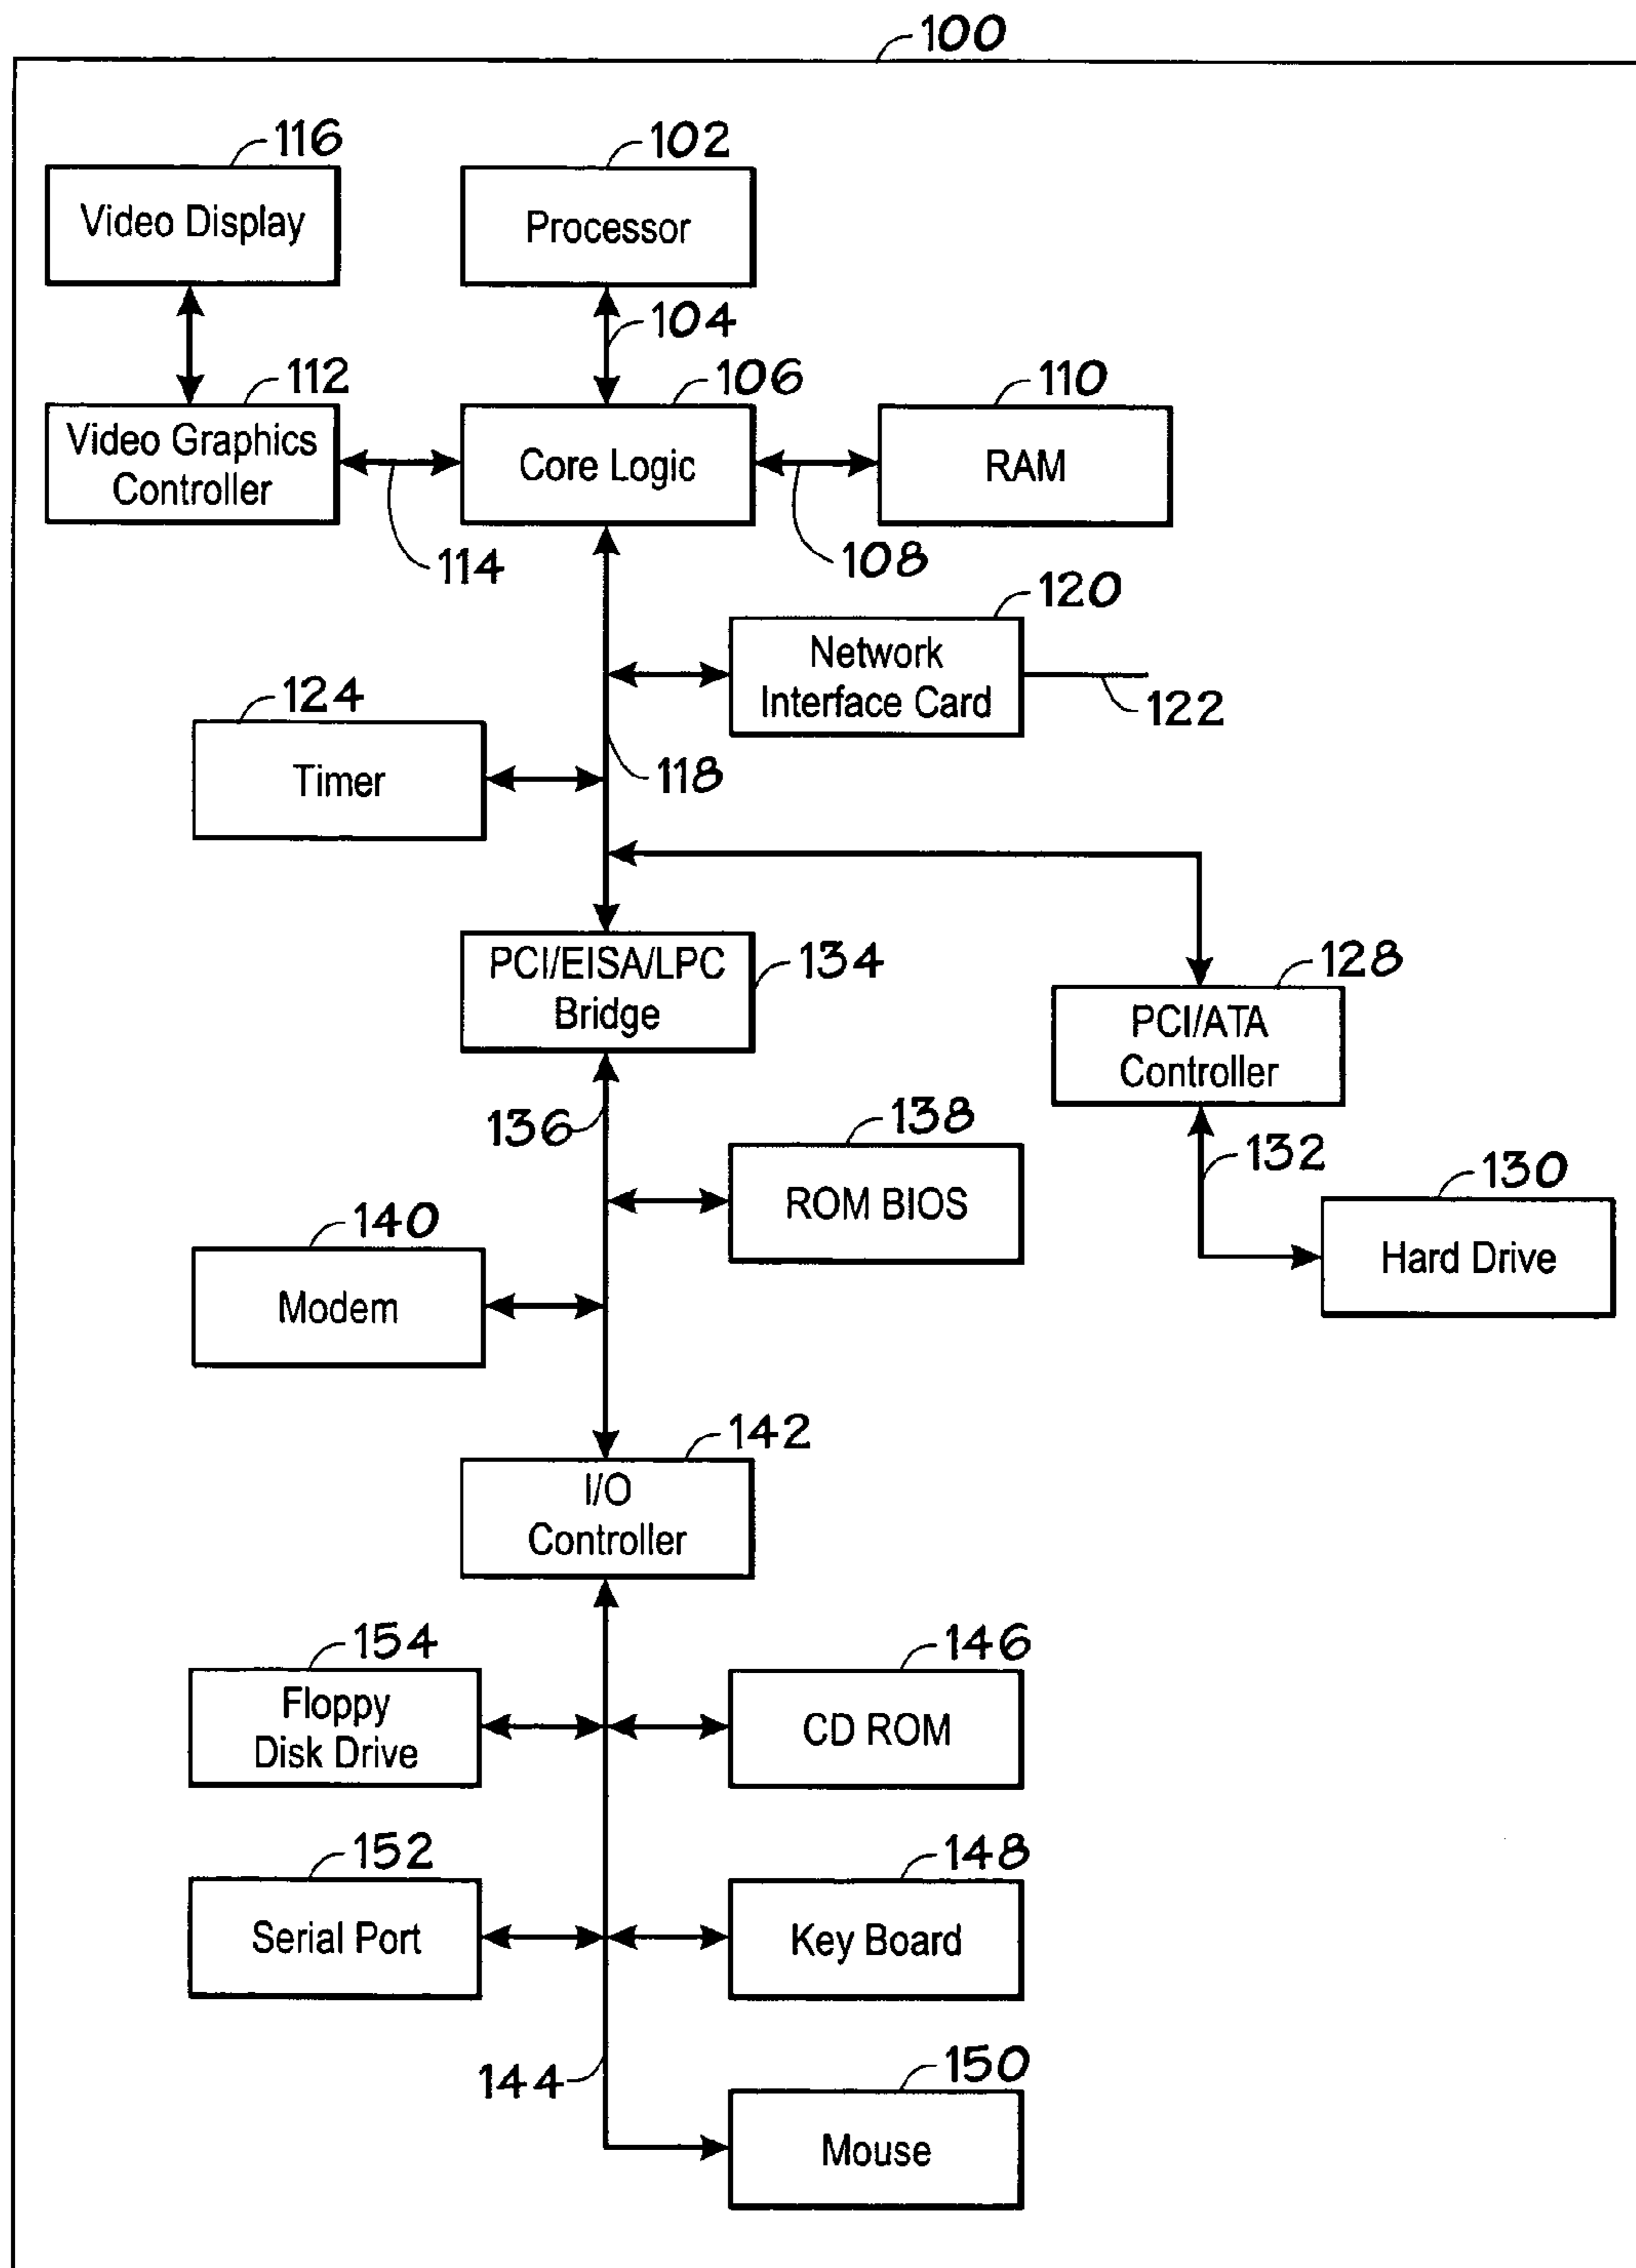 100
116
Video Display
102
Processor
104
112
Video Graphics
Controller
106
Core Logic
110
RAM
114
108
120
Network
Interface Card
122
124
Timer
118
PCI/EISA/LPC
Bridge
134
128
PCI/ATA
Controller
136
138
ROM BIOS
132
130
Hard Drive
140
Modem
142
I/O
Controller
154
Floppy
Disk Drive
146
CD ROM
152
Serial Port
148
Key Board
144
150
Mouse